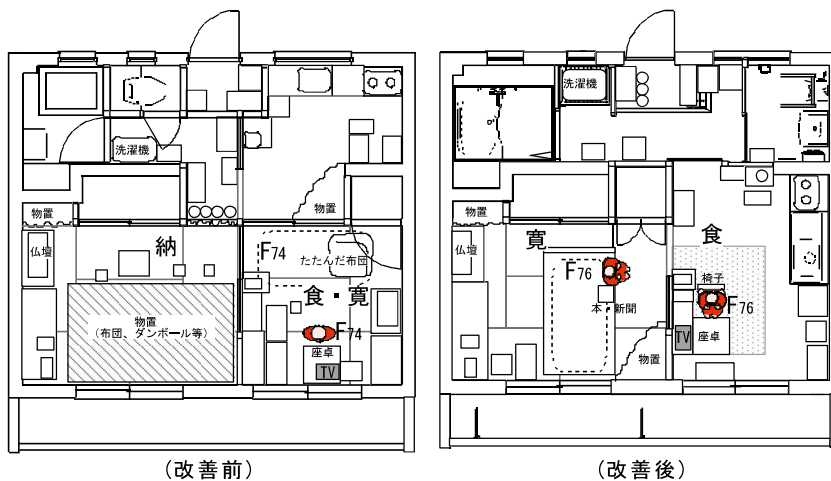 洗濯機
物置
物置
仏壇
納
F74
たたんだ布団
食・寛
物置
(布団、ダンボール等)
F74
座卓
TV
(改善前)
洗濯機
物置
仏壇
寛
食
F76
椅子
F76
本・新聞
TV
座卓
物置
(改善後)